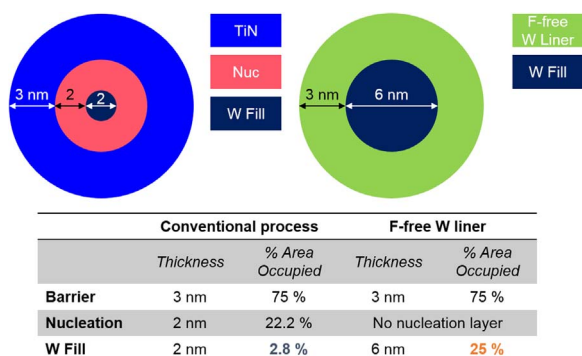 TiN
Nuc
W Fill
3 nm
2
2
F-free
W Liner
W Fill
3 nm
6 nm
Conventional process F-free W liner
Thickness % Area Occupied Thickness % Area Occupied
Barrier 3 nm 75 % 3 nm 75 %
Nucleation 2 nm 22.2 % No nucleation layer
W Fill 2 nm 2.8 % 6 nm 25 %